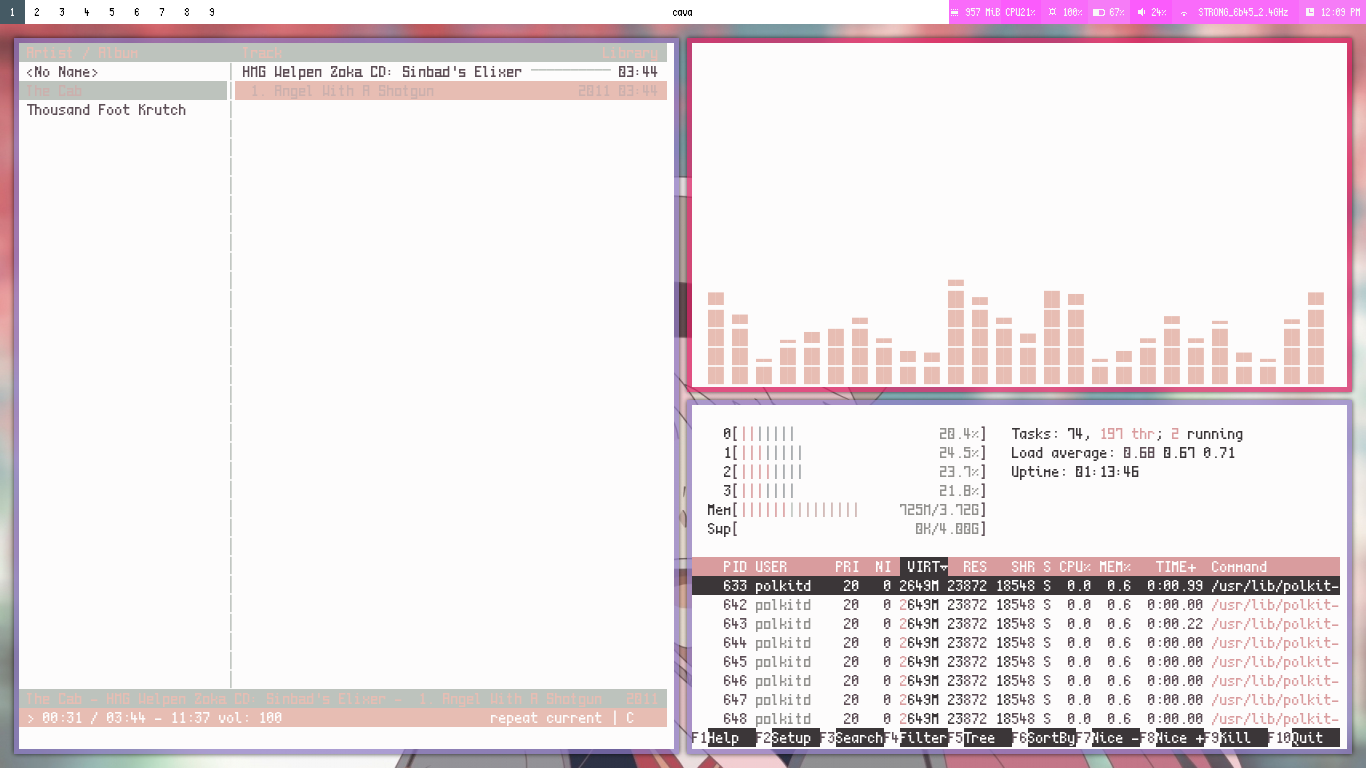 1 2 3 4 5 6 7 8 9 cava 957 MiB CPU21% 100% 67% 24% STRONG_6b45_2.4GHz 12:09 PM
Artist / Album Track Library
<No Name> HMG Welpen Zoka CD: Sinbad's Elixer 03:44
The Cab 1. Angel With A Shotgun 2011 03:44
Thousand Foot Krutch
The Cab - HMG Welpen Zoka CD: Sinbad's Elixer - 1. Angel With A Shotgun 2011
> 00:31 / 03:44 - 11:37 vol: 100 repeat current | C
0[ 20.4%] Tasks: 74, 197 thr; 2 running
1[ 24.5%] Load average: 0.68 0.67 0.71
2[ 23.7%] Uptime: 01:13:46
3[ 21.8%]
Mem[ 725M/3.72G]
Swp[ 0K/4.00G]
PID USER PRI NI VIRT RES SHR S CPU% MEM% TIME+ Command
633 polkitd 20 0 2649M 23872 18548 S 0.0 0.6 0:00.99 /usr/lib/polkit-
642 polkitd 20 0 2649M 23872 18548 S 0.0 0.6 0:00.00 /usr/lib/polkit-
643 polkitd 20 0 2649M 23872 18548 S 0.0 0.6 0:00.22 /usr/lib/polkit-
644 polkitd 20 0 2649M 23872 18548 S 0.0 0.6 0:00.00 /usr/lib/polkit-
645 polkitd 20 0 2649M 23872 18548 S 0.0 0.6 0:00.00 /usr/lib/polkit-
646 polkitd 20 0 2649M 23872 18548 S 0.0 0.6 0:00.00 /usr/lib/polkit-
647 polkitd 20 0 2649M 23872 18548 S 0.0 0.6 0:00.00 /usr/lib/polkit-
648 polkitd 20 0 2649M 23872 18548 S 0.0 0.6 0:00.00 /usr/lib/polkit-
F1Help F2Setup F3SearchF4FilterF5Tree F6SortByF7Nice -F8Nice +F9Kill F10Quit